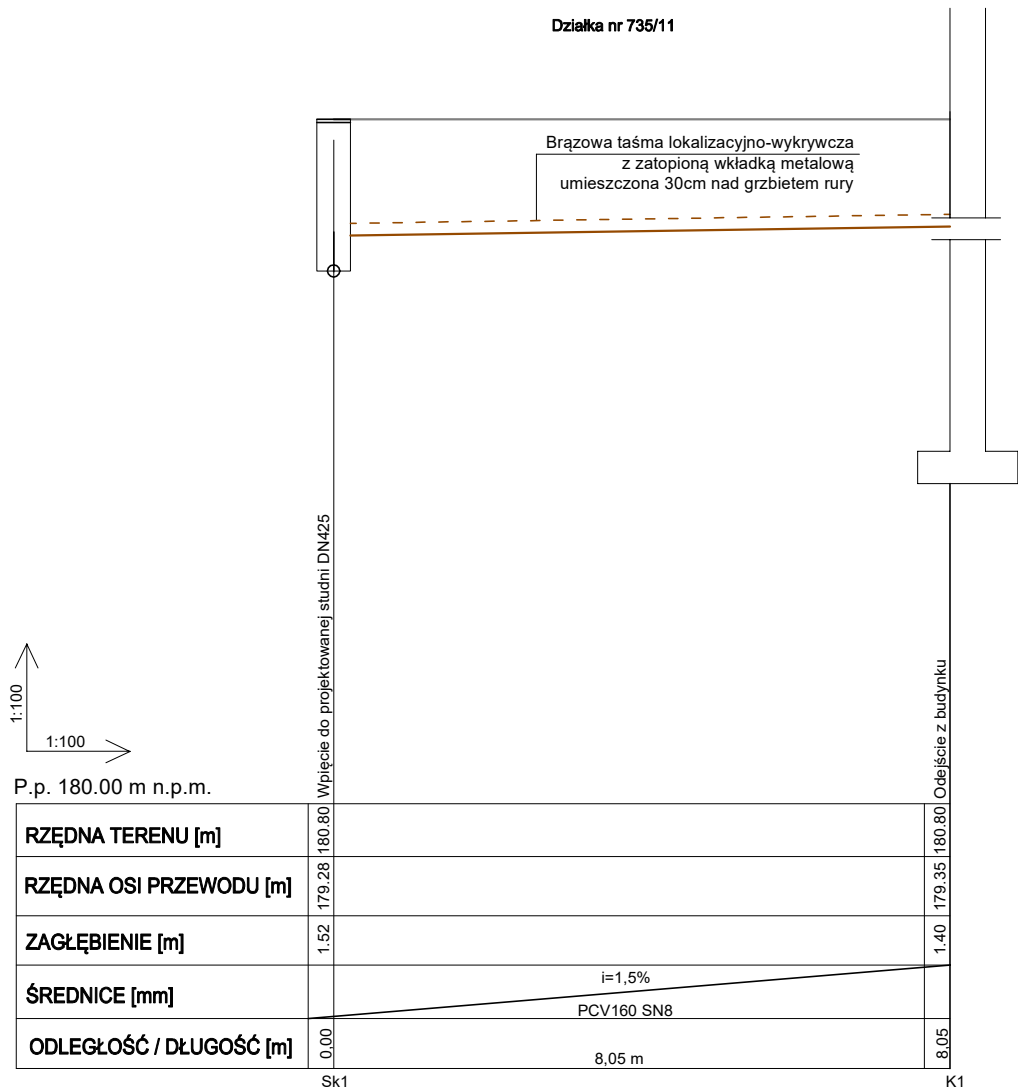 Działka nr 735/11
Brązowa taśma lokalizacyjno-wykrywcza
z zatopioną wkładką metalową
umieszczona 30cm nad grzbietem rury
Wpięcie do projektowanej studni DN425
Odejście z budynku
1:100
1:100
P.p. 180.00 m n.p.m.
RZĘDNA TERENU [m] 180.80 180.80
RZĘDNA OSI PRZEWODU [m] 179.28 179.35
ZAGŁĘBIENIE [m] 1.52 1.40
ŚREDNICE [mm] i=1,5%
PCV160 SN8
ODLEGŁOŚĆ / DŁUGOŚĆ [m] 0,00 8,05 m 8,05
Sk1 K1